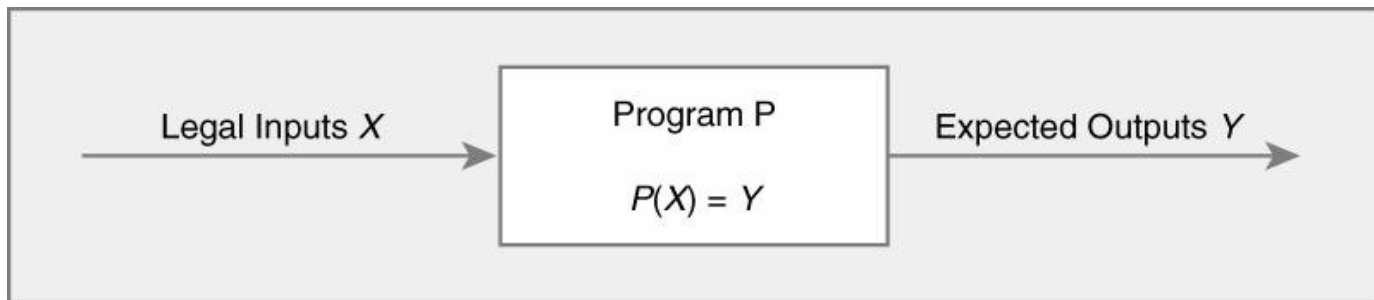 Legal Inputs X
Program P
P(X) = Y
Expected Outputs Y